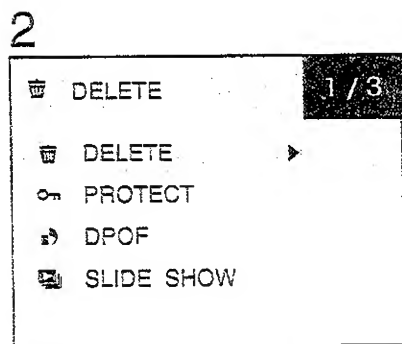 2
DELETE 1/3
DELETE
PROTECT
DPOF
SLIDE SHOW